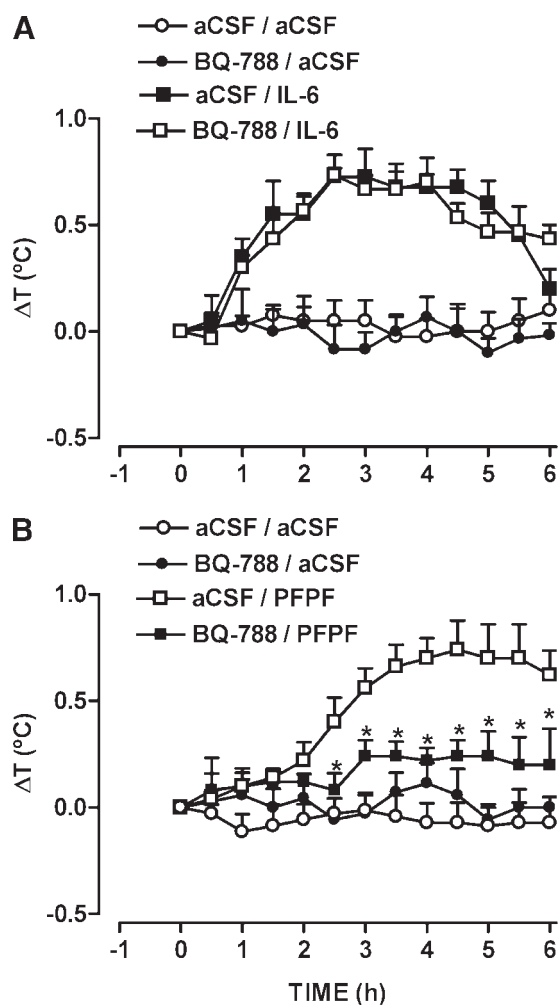 A
aCSF / aCSF
BQ-788 / aCSF
aCSF / IL-6
BQ-788 / IL-6
1.0
0.5
0.0
-0.5
ΔT (ºC)
-1 0 1 2 3 4 5 6
B
aCSF / aCSF
BQ-788 / aCSF
aCSF / PFPF
BQ-788 / PFPF
1.0
0.5
0.0
-0.5
ΔT (ºC)
* * * * * * * *
-1 0 1 2 3 4 5 6
TIME (h)